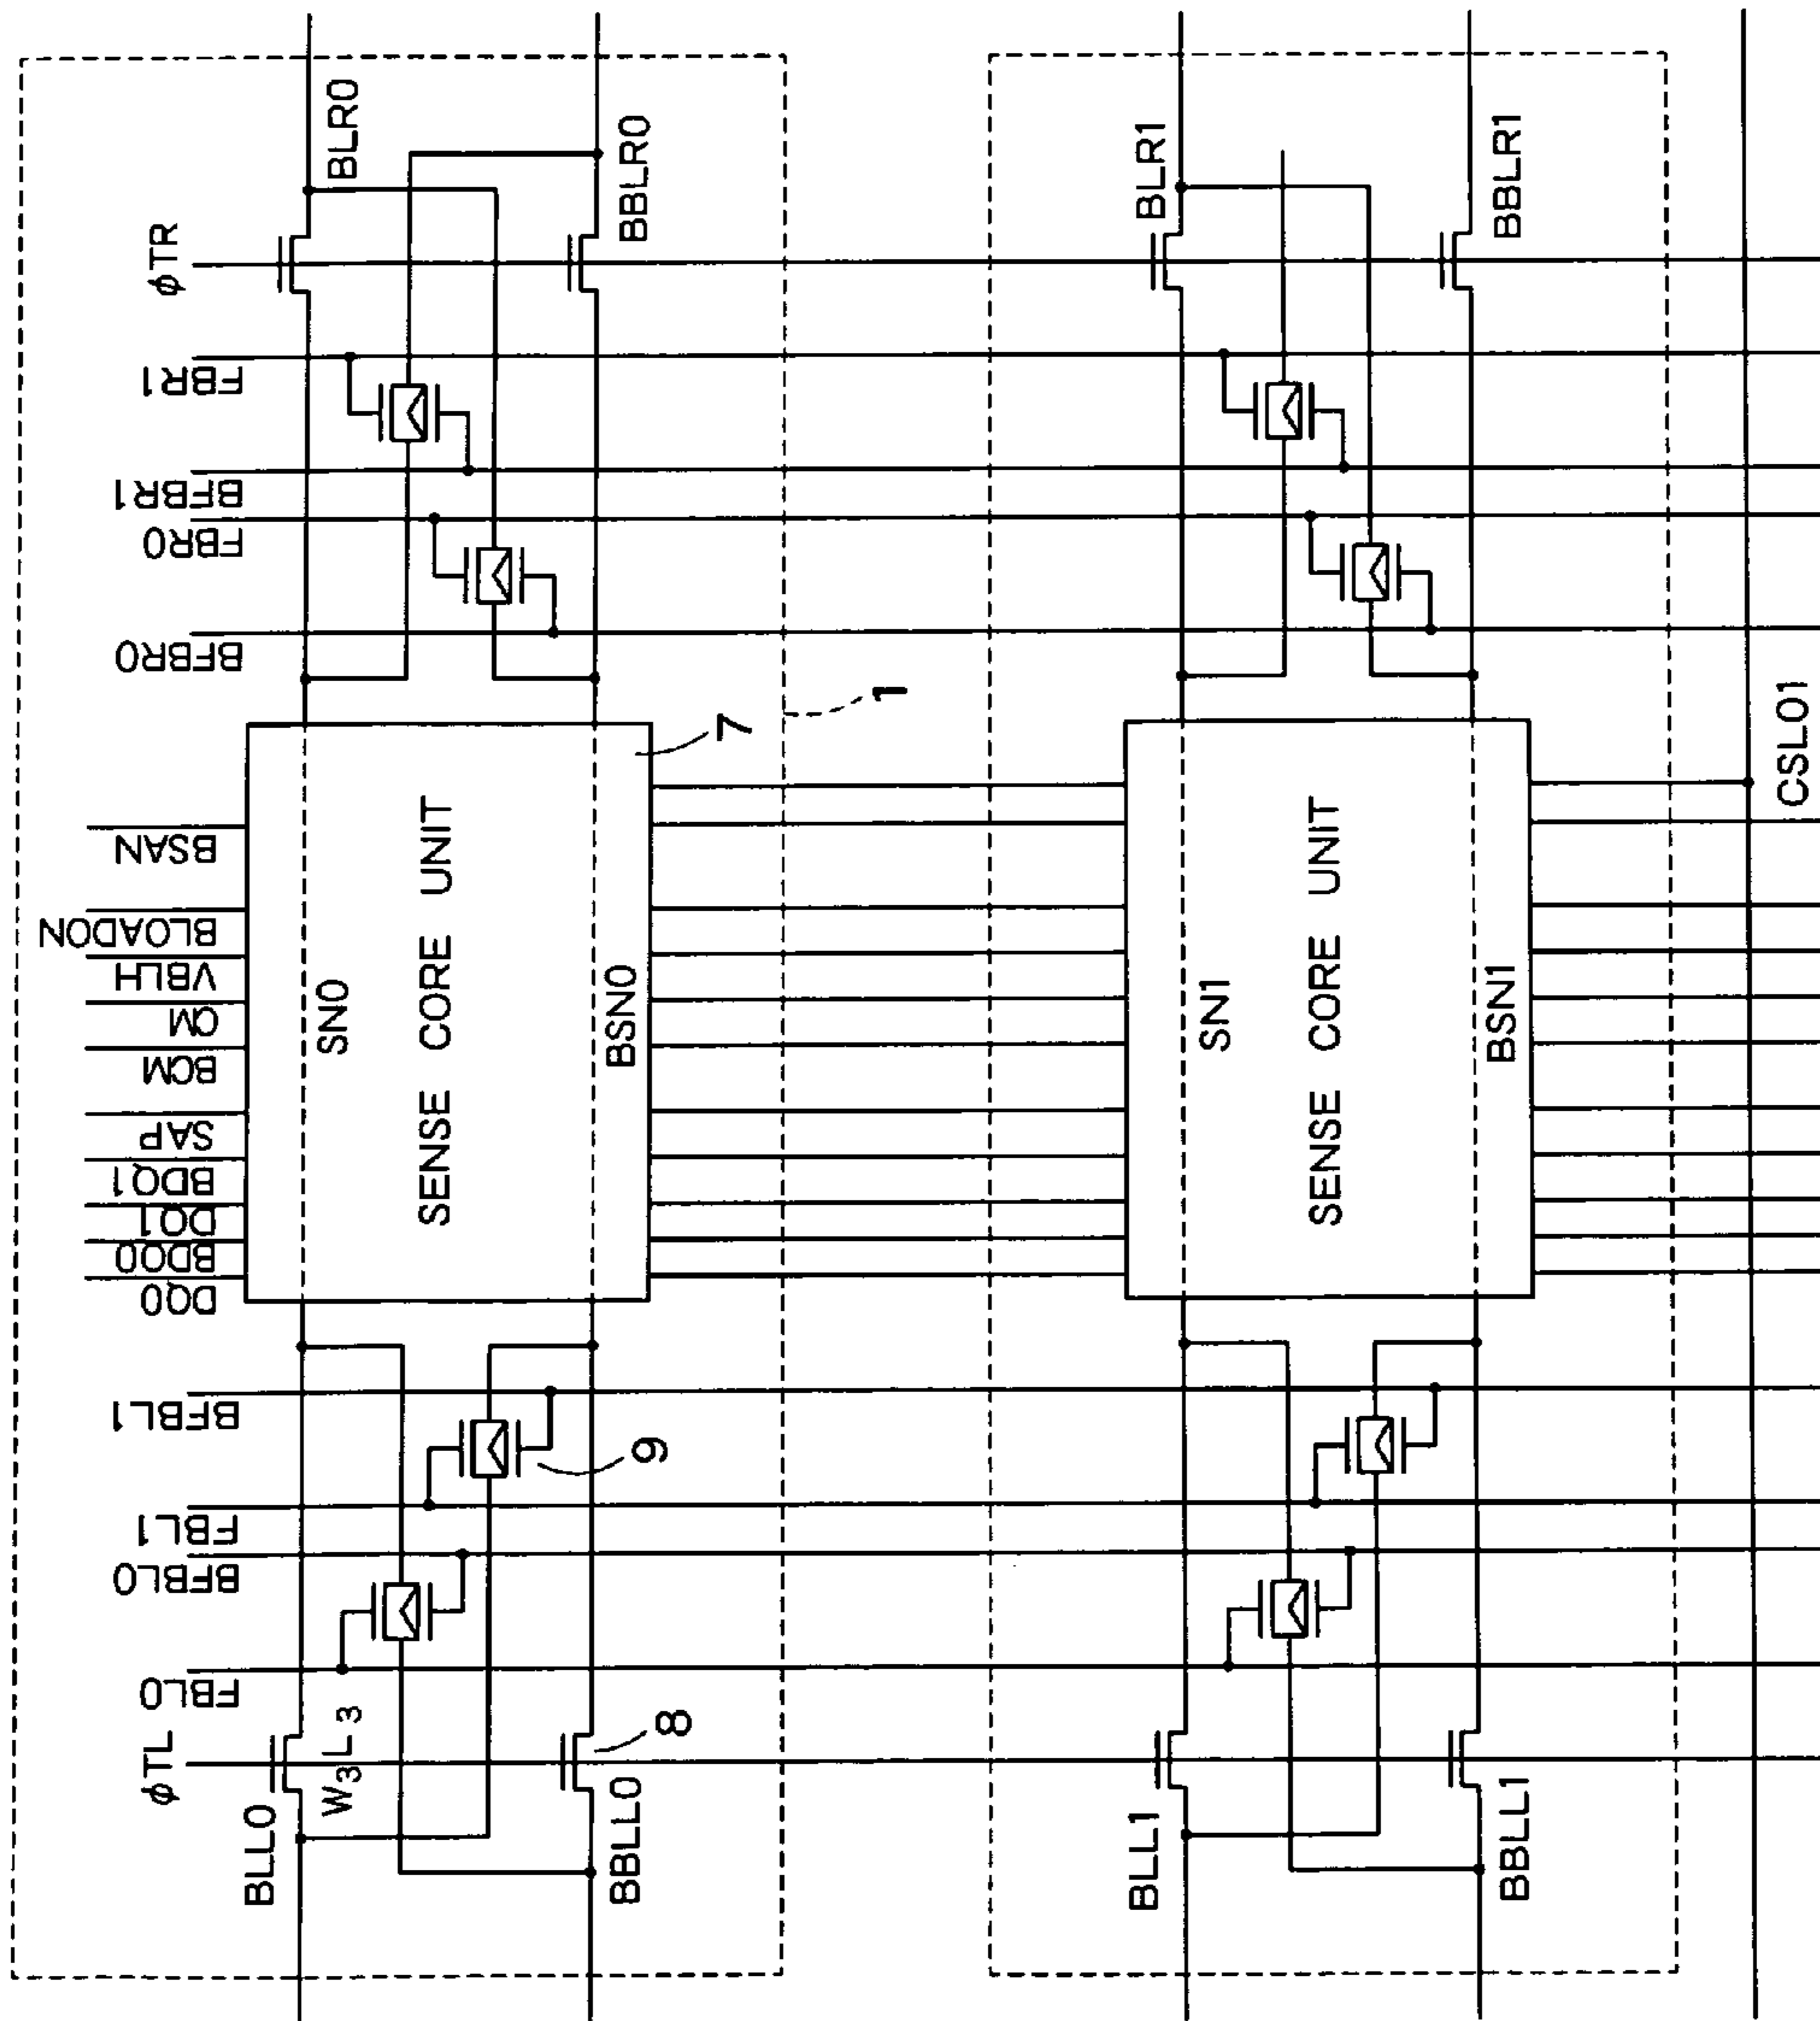 φTL
FBL0
BFBL0
FBL1
BFBL1
DQ0
BDQ0
DQ1
BDQ1
SAP
BCM
QM
VBLH
BLOADON
BSAN
BFBR0
FBR0
BFBR1
FBR1
φTR
BLL0
W3L3
BBLL0
8
9
SN0
SENSE CORE UNIT
BSN0
7
1
BLR0
BBLR0
BLL1
BBLL1
SN1
SENSE CORE UNIT
BSN1
BLR1
BBLR1
CSL01